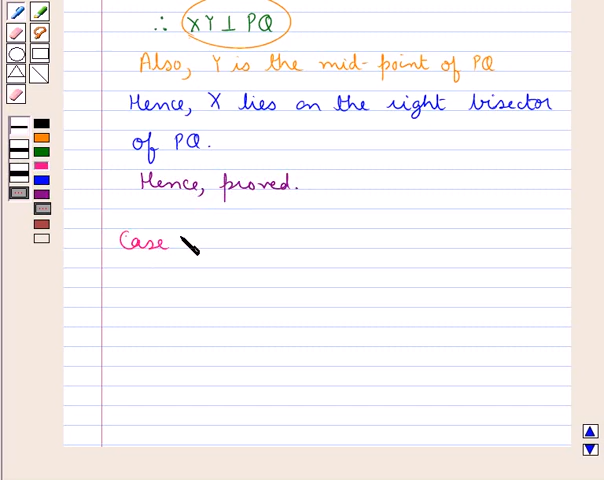 ∴ XY ⊥ PQ
Also, Y is the mid-point of PQ
Hence, X lies on the right bisector
of PQ.
Hence, proved.
Case